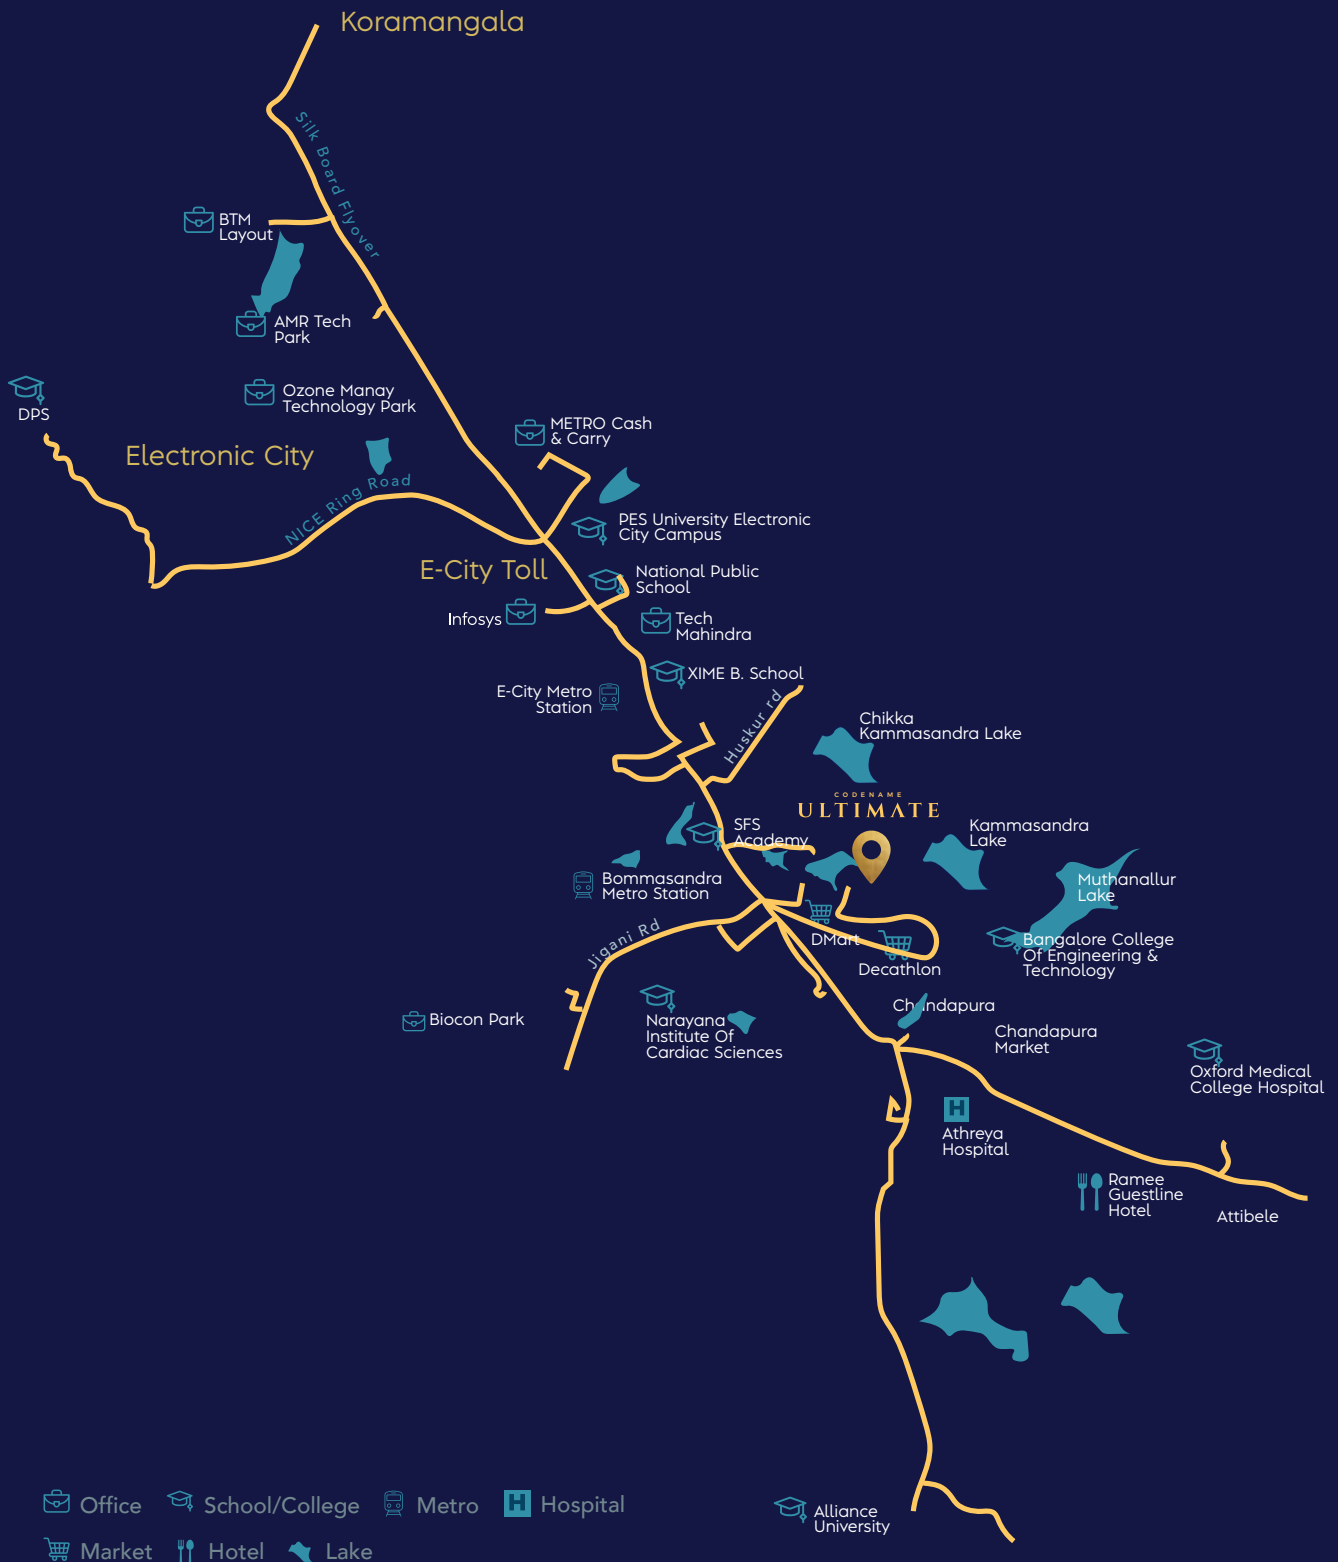 Koramangala
Silk Board Flyover
BTM
Layout
AMR Tech
Park
DPS
Ozone Manay
Technology Park
METRO Cash
& Carry
Electronic City
NICE Ring Road
PES University Electronic
City Campus
E-City Toll
National Public
School
Infosys
Tech
Mahindra
XIME B. School
E-City Metro
Station
Huskur rd
Chikka
Kammasandra Lake
CODENAME
ULTIMATE
SFS
Academy
Kammasandra
Lake
Bommasandra
Metro Station
Muthanallur
Lake
Jigani Rd
DMart
Decathlon
Bangalore College
Of Engineering &
Technology
Biocon Park
Narayana
Institute Of
Cardiac Sciences
Chandapura
Chandapura
Market
Oxford Medical
College Hospital
H
Athreya
Hospital
Ramee
Guestline
Hotel
Attibele
Alliance
University
Office
School/College
Metro
H
Hospital
Market
Hotel
Lake